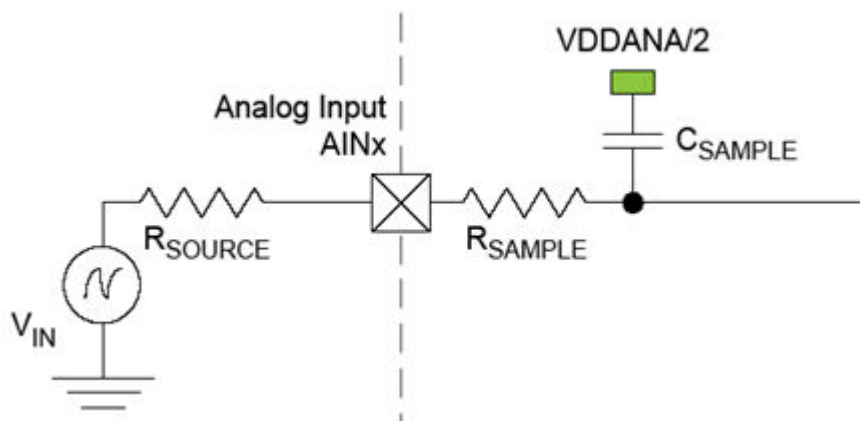 VDDANA/2
Analog Input
AINx
CSAMPLE
RSOURCE
RSAMPLE
VIN